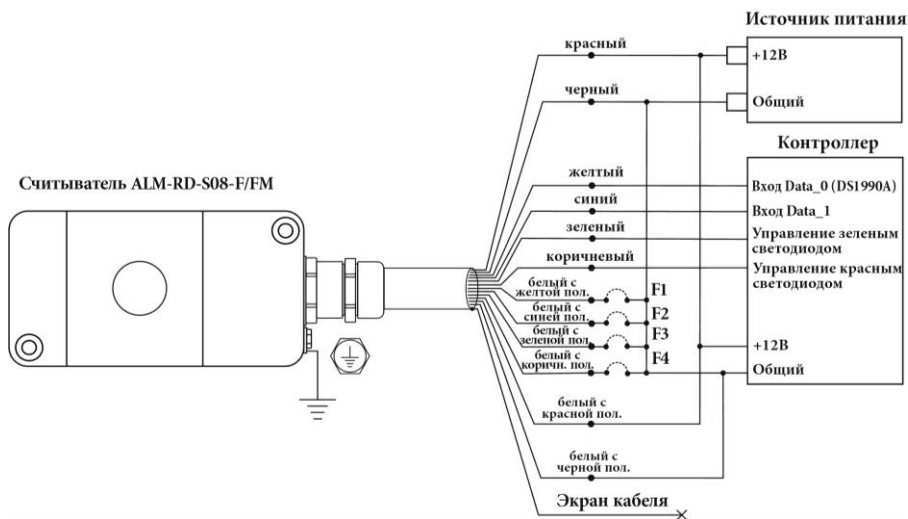 Источник питания
+12В
Общий
красный
черный
Контроллер
Считыватель ALM-RD-S08-F/FM
желтый
синий
зеленый
коричневый
Вход Data_0 (DS1990A)
Вход Data_1
Управление зеленым
светодиодом
Управление красным
светодиодом
белый с
желтой пол.
F1
белый с
синей пол.
F2
белый с
зеленой пол.
F3
белый с
коричн. пол.
F4
+12В
Общий
белый с
красной пол.
белый с
черной пол.
Экран кабеля